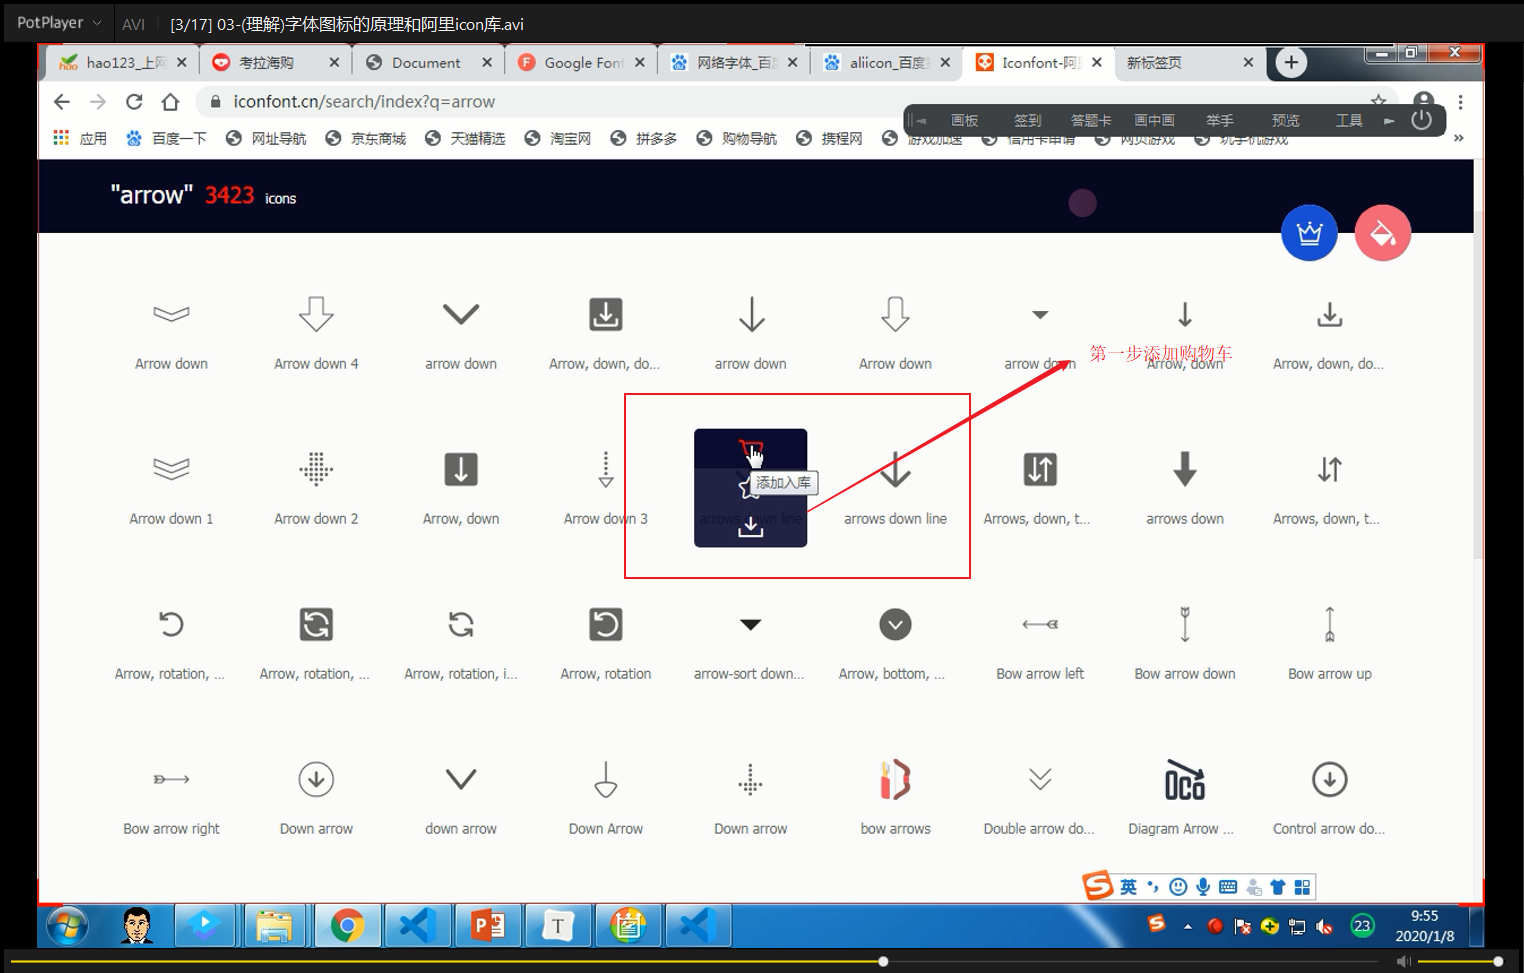 PotPlayer AVI [3/17] 03-(理解)字体图标的原理和阿里icon库.avi
hao123_上网 考拉海购 Document Google Font 网络字体_百 aliicon_百度 Iconfont-阿 新标签页
iconfont.cn/search/index?q=arrow
画板 签到 答题卡 画中画 举手 预览 工具
应用 百度一下 网址导航 京东商城 天猫精选 淘宝网 拼多多 购物导航 携程网 游戏加速 信用卡申请 网页游戏 玩手机游戏 »
"arrow" 3423 icons
第一步添加购物车
Arrow down Arrow down 4 arrow down Arrow, down, do... arrow down Arrow down arrow down Arrow, down Arrow, down, do...
添加入库
Arrow down 1 Arrow down 2 Arrow, down Arrow down 3 arrows down line arrows down line Arrows, down, t... arrows down Arrows, down, t...
Arrow, rotation, ... Arrow, rotation, ... Arrow, rotation, i... Arrow, rotation arrow-sort down... Arrow, bottom, ... Bow arrow left Bow arrow down Bow arrow up
Bow arrow right Down arrow down arrow Down Arrow Down arrow bow arrows Double arrow do... Diagram Arrow ... Control arrow do...
英
23
9:55
2020/1/8